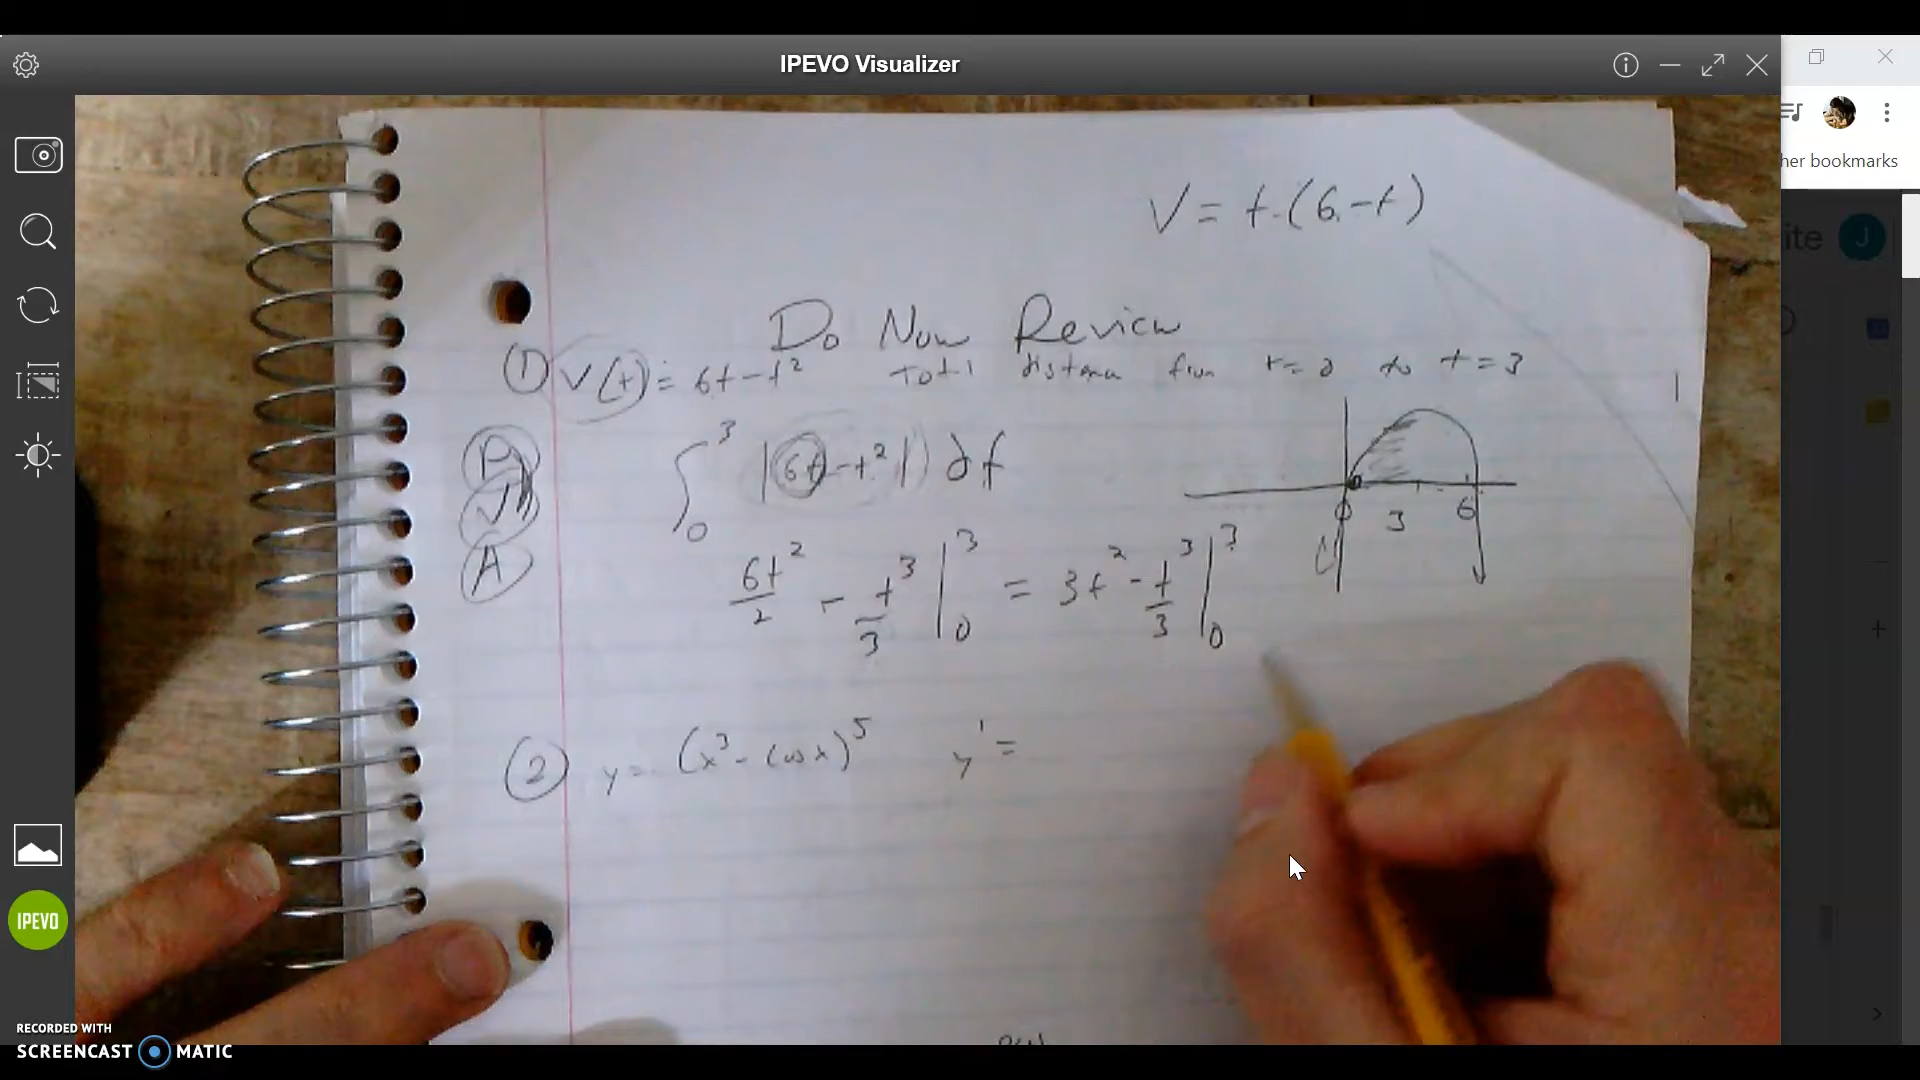 IPEVO Visualizer
her bookmarks
ite J
V = t.(6-t)
Do Now Review
① V(t) = 6t - t² Total distance from t=0 to t=3
P
V
A
∫₀³ |6t - t²| dt
0 3 6
6t²/2 - t³/3 |₀³ = 3t² - t³/3 |₀³
② y = (x³ - cosx)⁵ y' =
IPEVO
RECORDED WITH
SCREENCAST MATIC